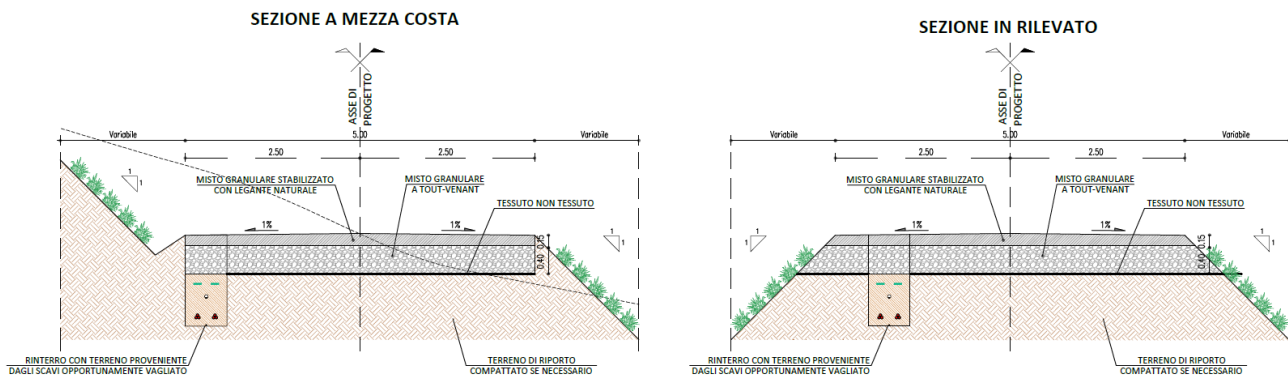 SEZIONE A MEZZA COSTA
ASSE DI
PROGETTO
Variabile
5.00
Variabile
2.50
2.50
MISTO GRANULARE STABILIZZATO
CON LEGANTE NATURALE
MISTO GRANULARE
A TOUT-VENANT
TESSUTO NON TESSUTO
1
1
1%
1%
1
1
0.15
0.40
RINTERRO CON TERRENO PROVENIENTE
DAGLI SCAVI OPPORTUNAMENTE VAGLIATO
TERRENO DI RIPORTO
COMPATTATO SE NECESSARIO
SEZIONE IN RILEVATO
ASSE DI
PROGETTO
Variabile
5.00
Variabile
2.50
2.50
MISTO GRANULARE STABILIZZATO
CON LEGANTE NATURALE
MISTO GRANULARE
A TOUT-VENANT
TESSUTO NON TESSUTO
1
1
1%
1%
1
1
0.15
0.40
RINTERRO CON TERRENO PROVENIENTE
DAGLI SCAVI OPPORTUNAMENTE VAGLIATO
TERRENO DI RIPORTO
COMPATTATO SE NECESSARIO